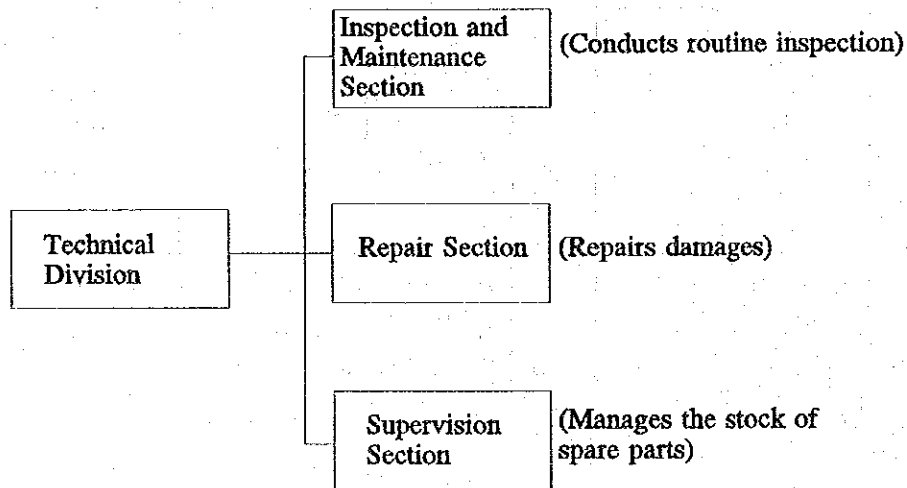 Inspection and
Maintenance
Section
(Conducts routine inspection)
Technical
Division
Repair Section
(Repairs damages)
Supervision
Section
(Manages the stock of
spare parts)